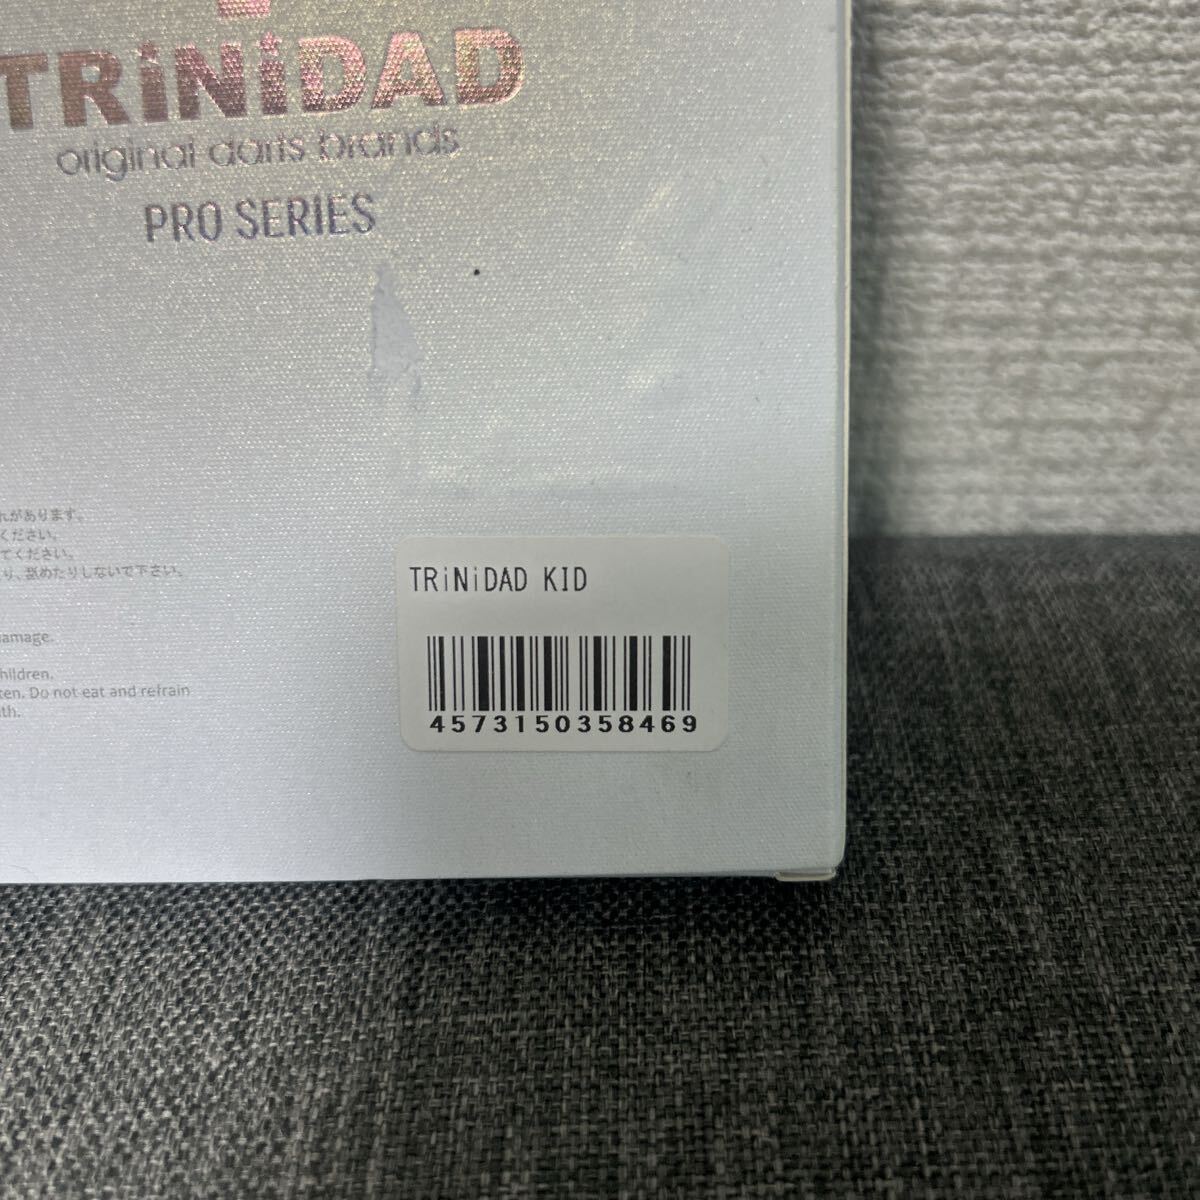 TRiNiDAD
original darts brands
PRO SERIES
れがあります。
ください。
てください。
り、舐めたりしないで下さい。
damage.
hildren.
ren. Do not eat and refrain
th.
TRiNiDAD KID
4573150358469